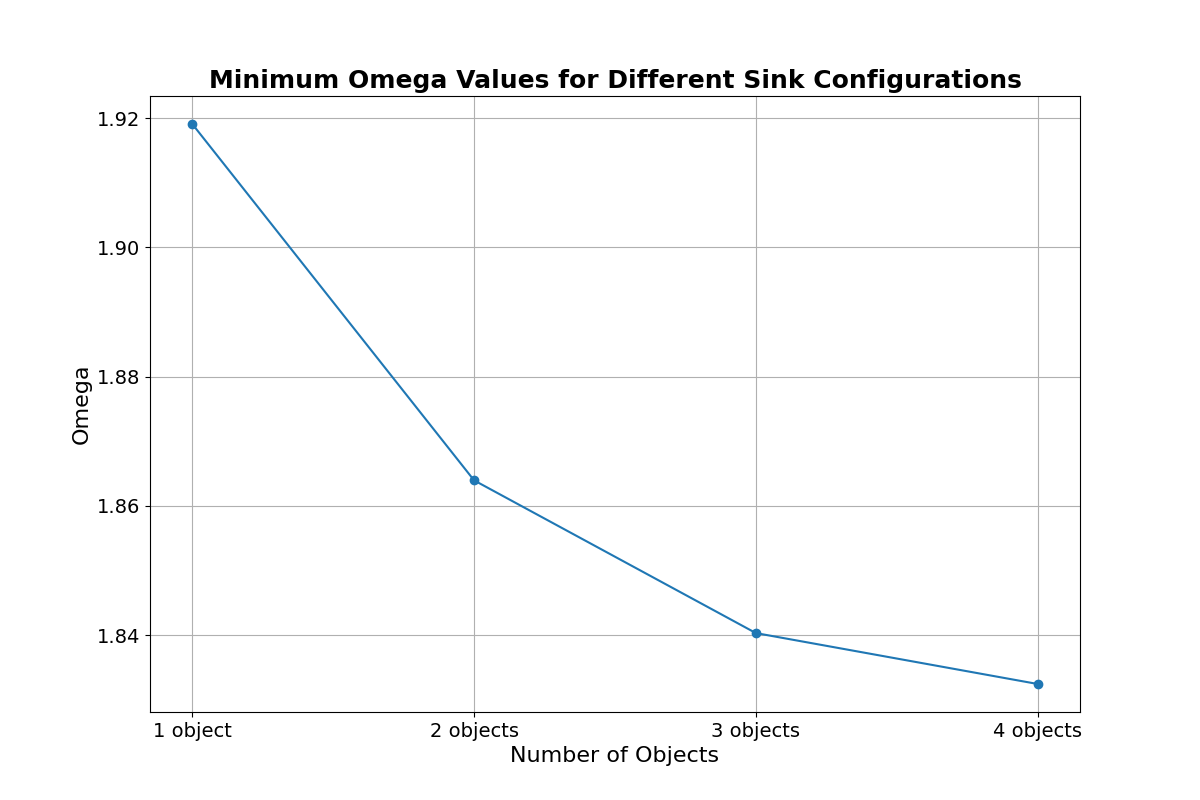 Minimum Omega Values for Different Sink Configurations
1.92
1.90
1.88
1.86
1.84
Omega
1 object
2 objects
3 objects
4 objects
Number of Objects